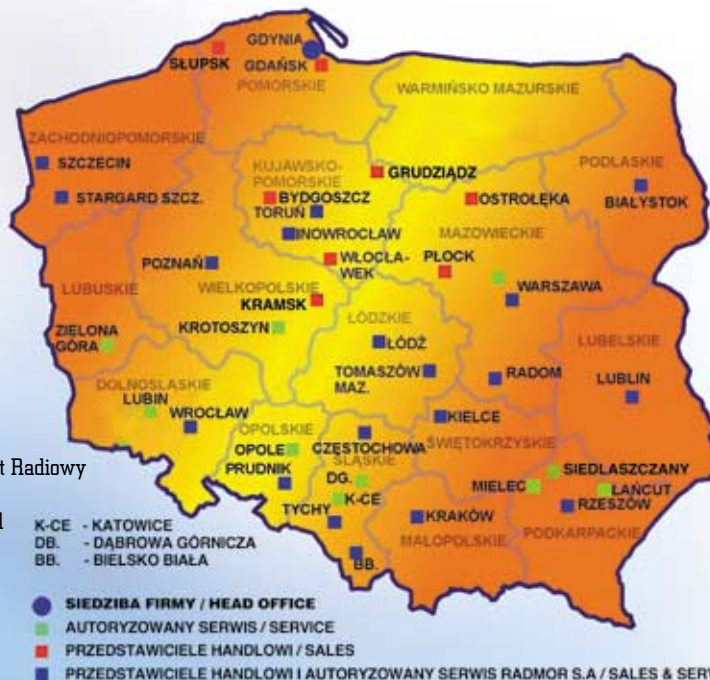 GDYNIA
SŁUPSK
GDAŃSK
POMORSKIE
WARMIŃSKO MAZURSKIE
ZACHODNIOPOMORSKIE
SZCZECIN
KUJAWSKO-
POMORSKIE
GRUDZIĄDZ
PODLASKIE
STARGARD SZCZ.
BYDGOSZCZ
OSTROŁĘKA
BIAŁYSTOK
TORUŃ
INOWROCŁAW
MAZOWIECKIE
POZNAŃ
WŁOCŁA-
WEK
PŁOCK
LUBUSKIE
WIELKOPOLSKIE
WARSZAWA
KRAMSK
ZIELONA
GÓRA
KROTOSZYN
ŁÓDZKIE
ŁÓDŹ
LUBELSKIE
DOLNOŚLĄSKIE
TOMASZÓW
MAZ.
RADOM
LUBLIN
LUBIN
WROCŁAW
KIELCE
OPOLSKIE
OPOLE
CZĘSTOCHOWA
ŚWIĘTOKRZYSKIE
PRUDNIK
ŚLĄSKIE
DG.
SIEDLASZCZANY
MIELEC
ŁAŃCUT
K-CE
TYCHY
KRAKÓW
RZESZÓW
MAŁOPOLSKIE
PODKARPACKIE
BB.
t Radiowy
K-CE - KATOWICE
DB. - DĄBROWA GÓRNICZA
BB. - BIELSKO BIAŁA
SIEDZIBA FIRMY / HEAD OFFICE
AUTORYZOWANY SERWIS / SERVICE
PRZEDSTAWICIELE HANDLOWI / SALES
PRZEDSTAWICIELE HANDLOWI I AUTORYZOWANY SERWIS RADMOR S.A / SALES & SERV